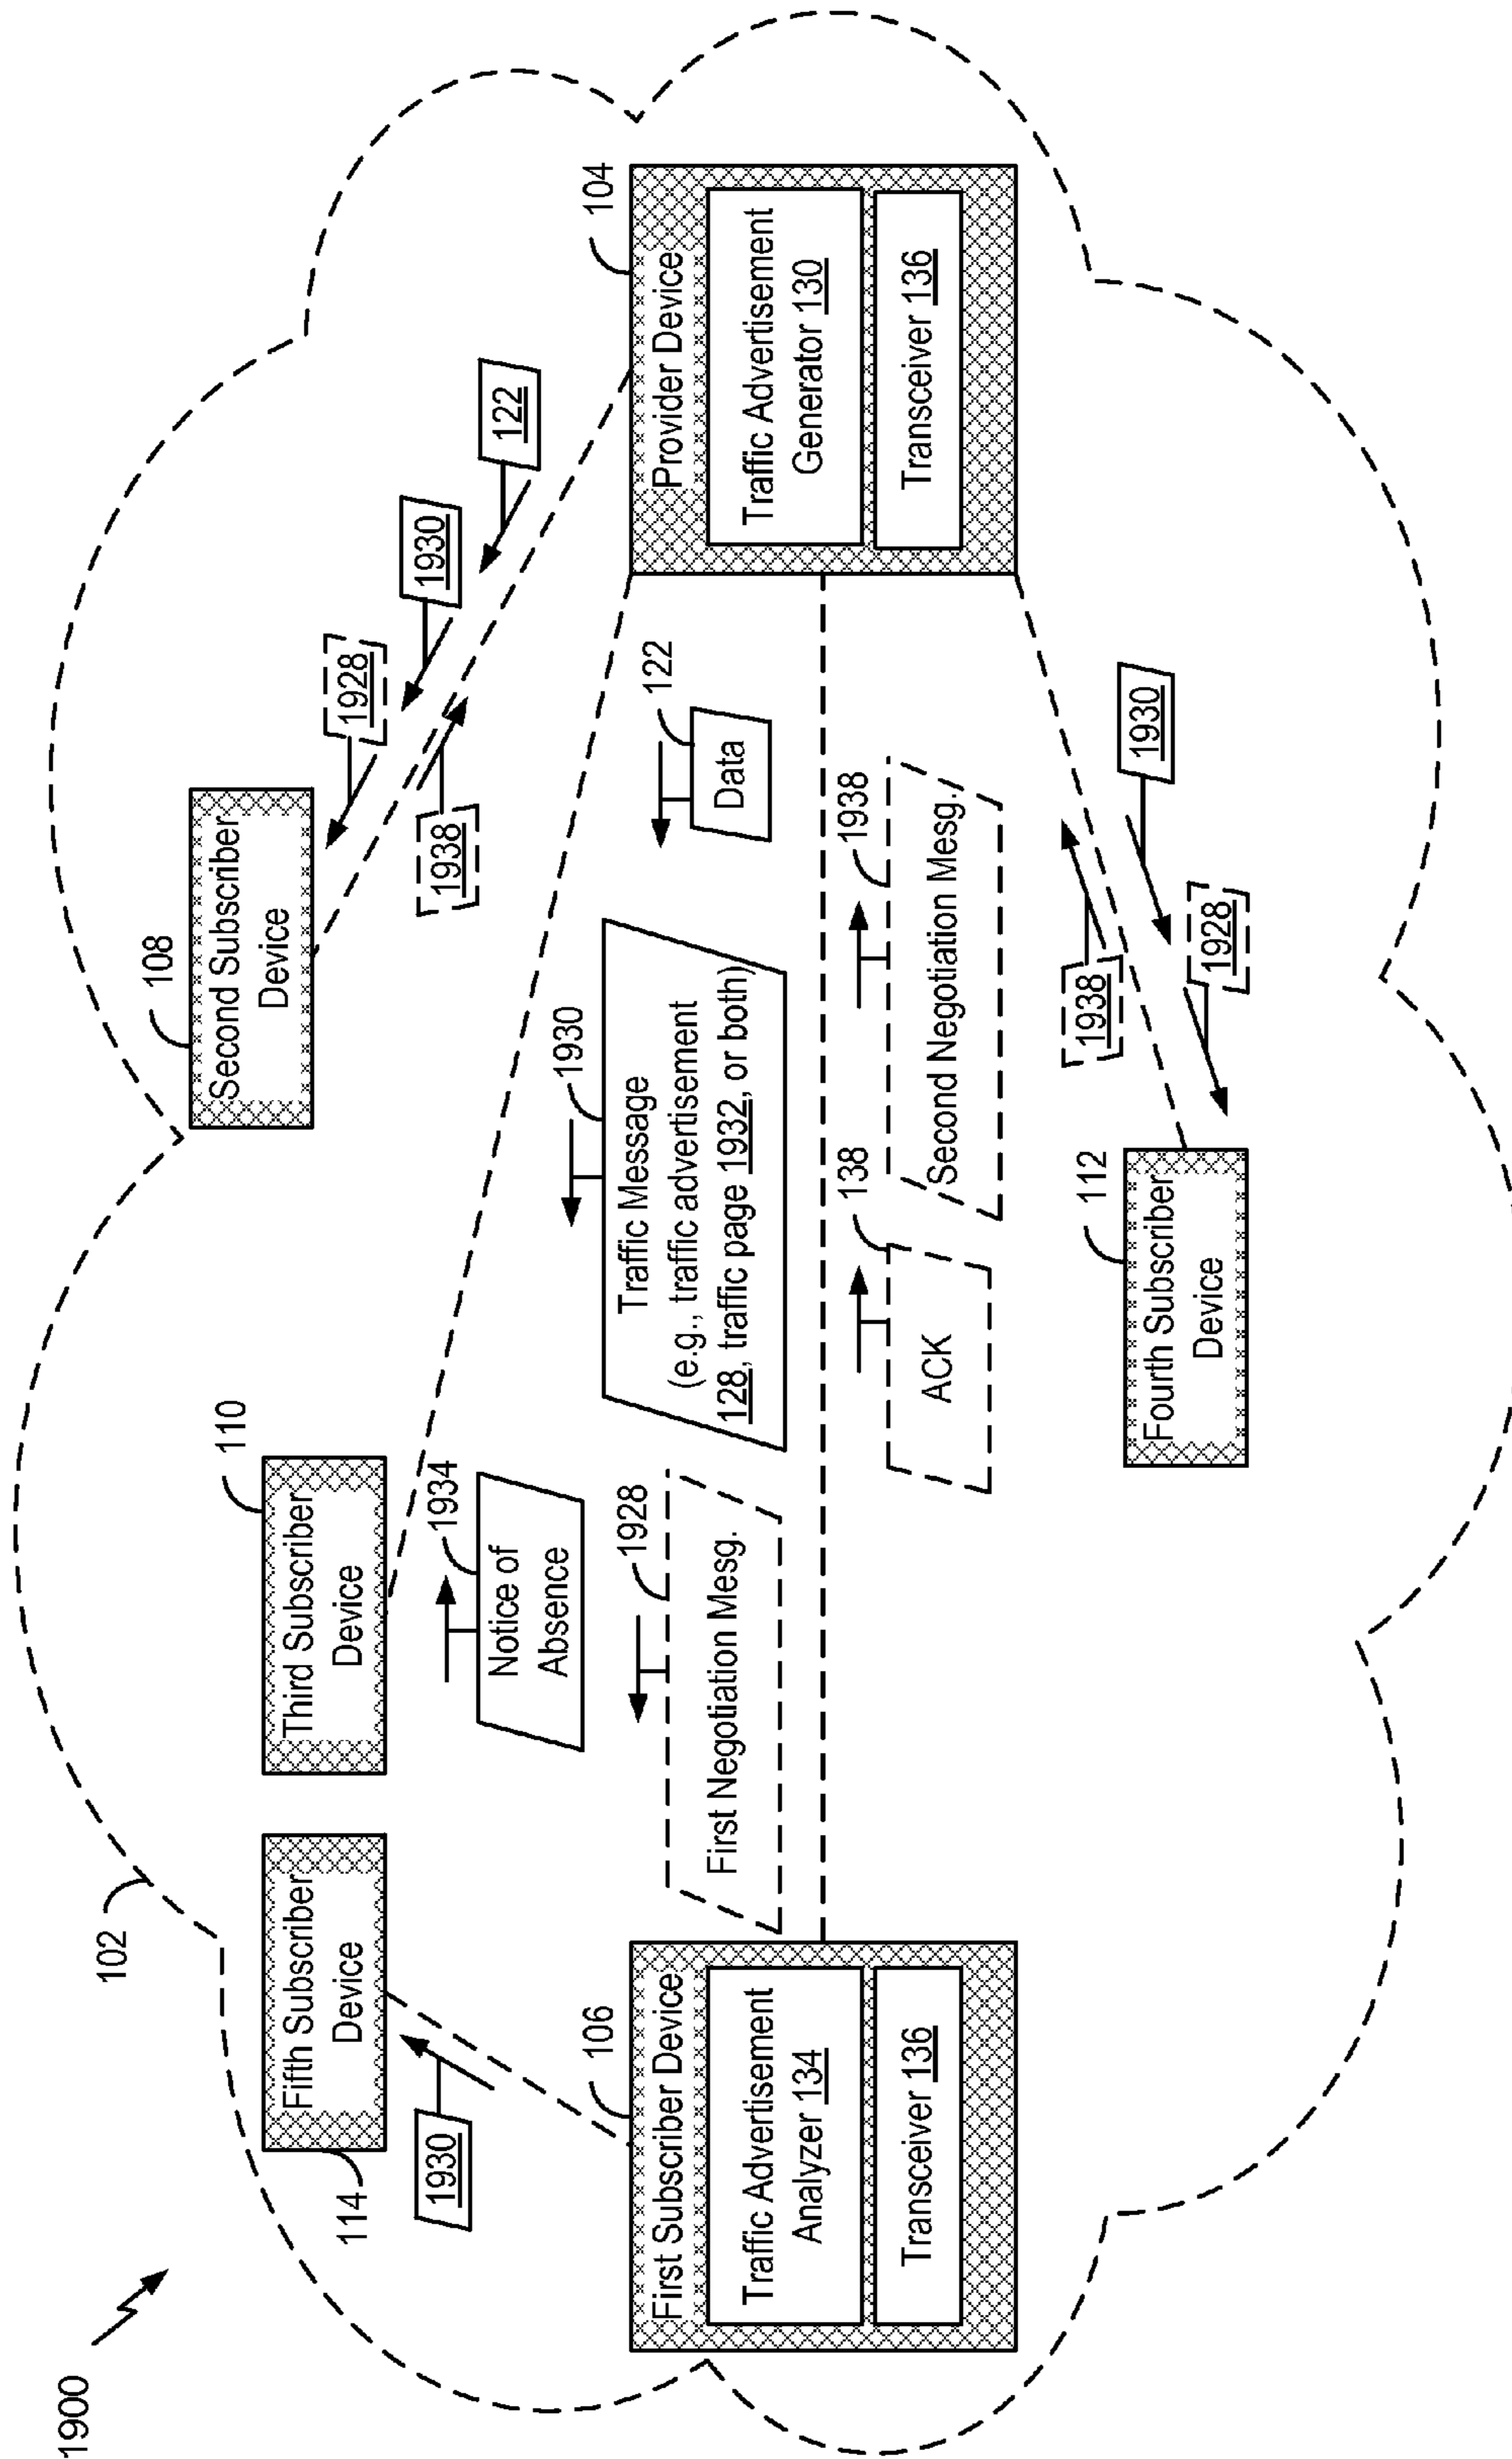 1900
102
114
Fifth Subscriber
Device
1930
110
Third Subscriber
Device
108
Second Subscriber
Device
1928
1930
122
1938
1934
Notice of
Absence
1928
First Negotiation Mesg.
1930
Traffic Message
(e.g., traffic advertisement
128, traffic page 1932, or both)
122
Data
106
First Subscriber Device
Traffic Advertisement
Analyzer 134
Transceiver 136
104
Provider Device
Traffic Advertisement
Generator 130
Transceiver 136
138
ACK
1938
Second Negotiation Mesg.
112
Fourth Subscriber
Device
1938
1928
1930